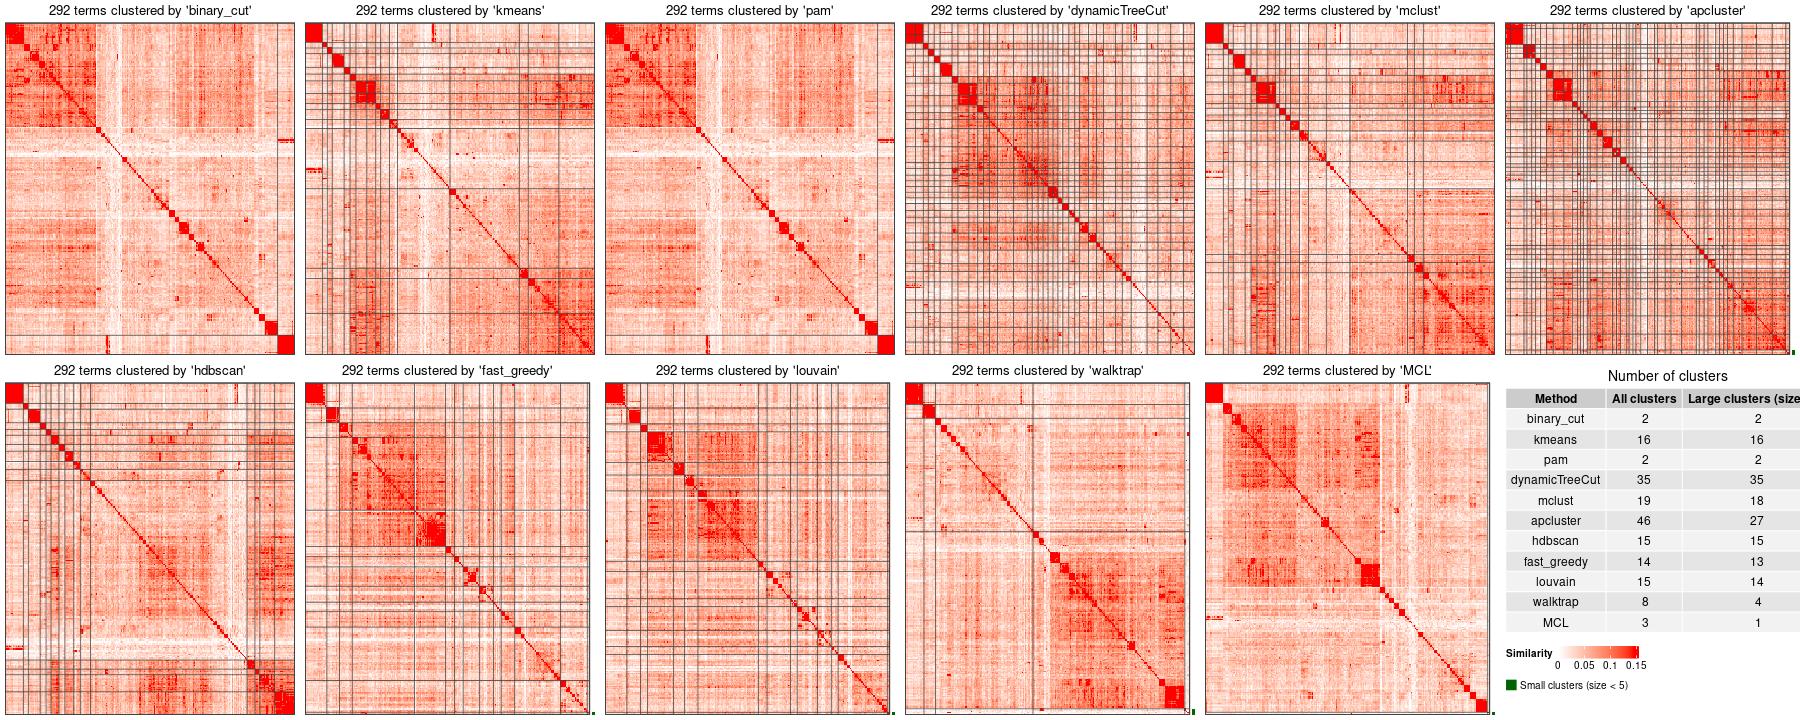 292 terms clustered by 'binary_cut'
292 terms clustered by 'kmeans'
292 terms clustered by 'pam'
292 terms clustered by 'dynamicTreeCut'
292 terms clustered by 'mclust'
292 terms clustered by 'apcluster'
292 terms clustered by 'hdbscan'
292 terms clustered by 'fast_greedy'
292 terms clustered by 'louvain'
292 terms clustered by 'walktrap'
292 terms clustered by 'MCL'
Number of clusters
Method All clusters Large clusters (size
binary_cut 2 2
kmeans 16 16
pam 2 2
dynamicTreeCut 35 35
mclust 19 18
apcluster 46 27
hdbscan 15 15
fast_greedy 14 13
louvain 15 14
walktrap 8 4
MCL 3 1
Similarity
0 0.05 0.1 0.15
Small clusters (size < 5)